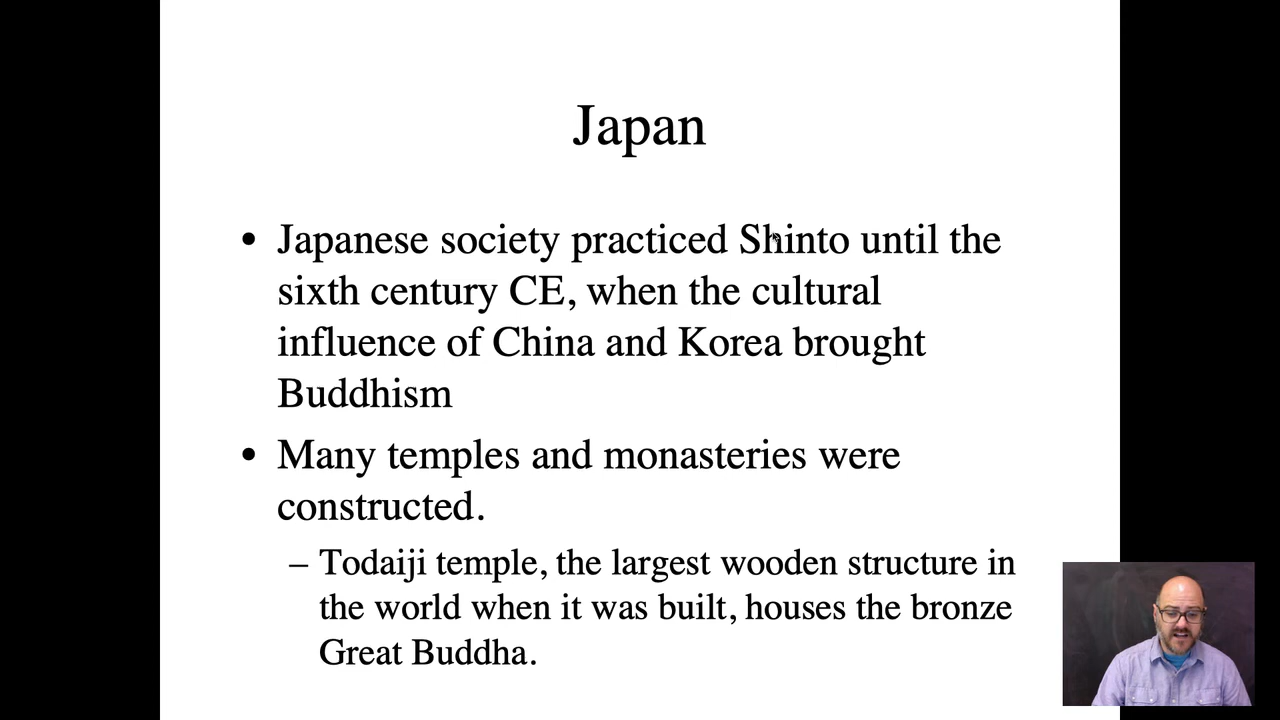 Japan
• Japanese society practiced Shinto until the
sixth century CE, when the cultural
influence of China and Korea brought
Buddhism
• Many temples and monasteries were
constructed.
– Todaiji temple, the largest wooden structure in
the world when it was built, houses the bronze
Great Buddha.